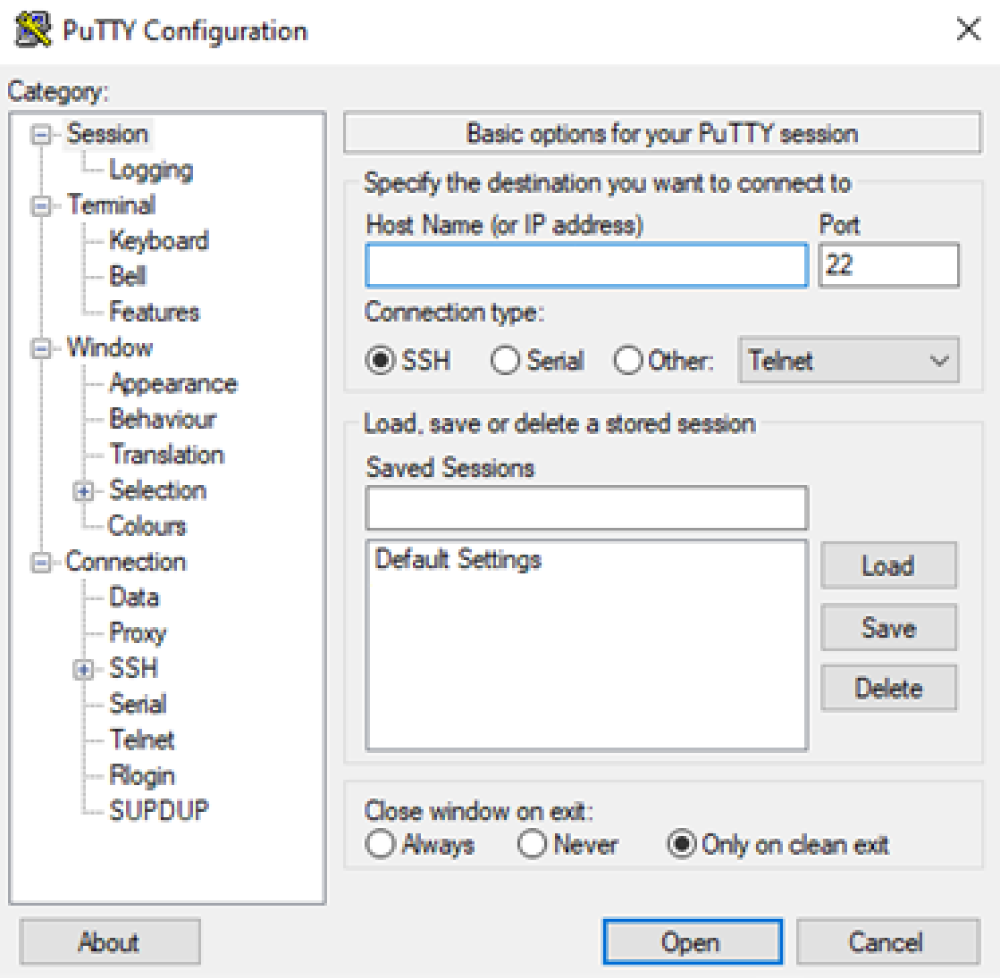 PuTTY Configuration
Category:
Session
Logging
Terminal
Keyboard
Bell
Features
Window
Appearance
Behaviour
Translation
Selection
Colours
Connection
Data
Proxy
SSH
Serial
Telnet
Rlogin
SUPDUP
Basic options for your PuTTY session
Specify the destination you want to connect to
Host Name (or IP address) Port
22
Connection type:
SSH Serial Other: Telnet
Load, save or delete a stored session
Saved Sessions
Default Settings
Load
Save
Delete
Close window on exit:
Always Never Only on clean exit
About Open Cancel